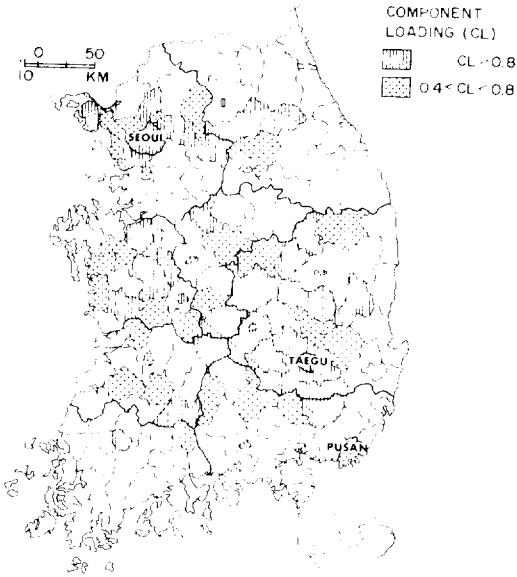 COMPONENT
LOADING (CL)
CL > 0.8
0.4 < CL < 0.8
0 50
10 KM
SEOUL
TAEGU
PUSAN